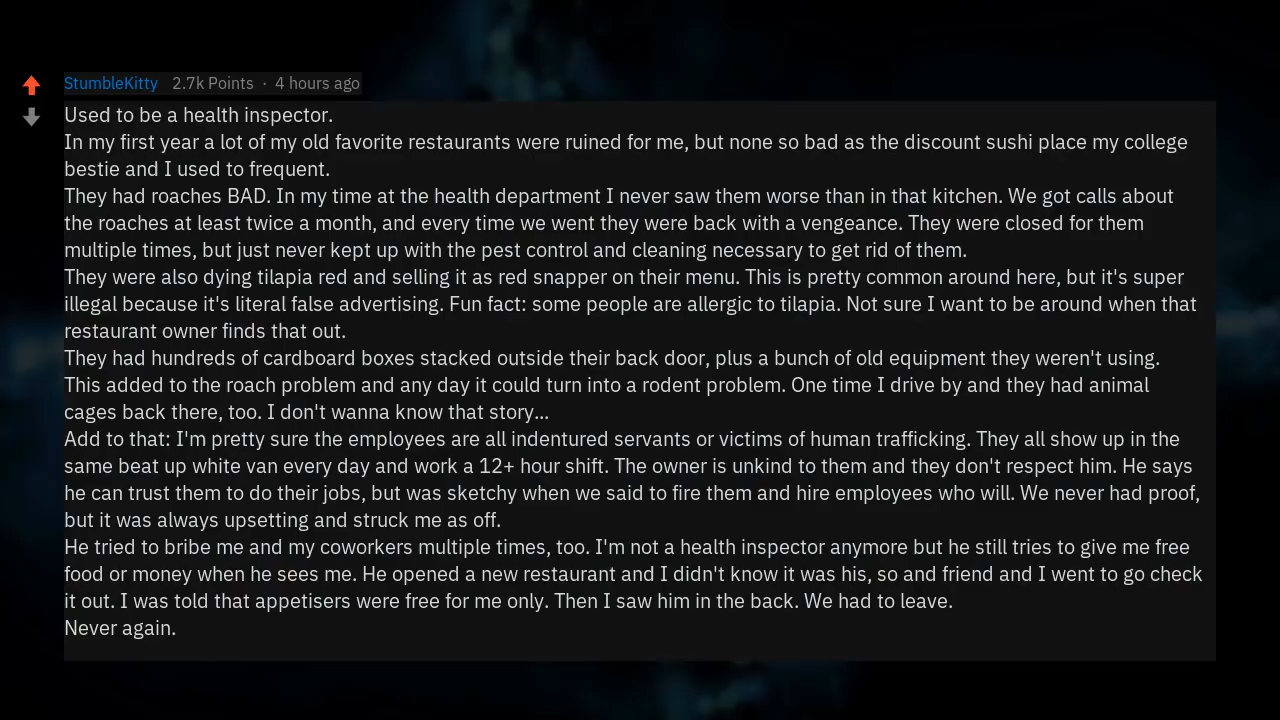 StumbleKitty 2.7k Points · 4 hours ago
Used to be a health inspector.
In my first year a lot of my old favorite restaurants were ruined for me, but none so bad as the discount sushi place my college
bestie and I used to frequent.
They had roaches BAD. In my time at the health department I never saw them worse than in that kitchen. We got calls about
the roaches at least twice a month, and every time we went they were back with a vengeance. They were closed for them
multiple times, but just never kept up with the pest control and cleaning necessary to get rid of them.
They were also dying tilapia red and selling it as red snapper on their menu. This is pretty common around here, but it's super
illegal because it's literal false advertising. Fun fact: some people are allergic to tilapia. Not sure I want to be around when that
restaurant owner finds that out.
They had hundreds of cardboard boxes stacked outside their back door, plus a bunch of old equipment they weren't using.
This added to the roach problem and any day it could turn into a rodent problem. One time I drive by and they had animal
cages back there, too. I don't wanna know that story...
Add to that: I'm pretty sure the employees are all indentured servants or victims of human trafficking. They all show up in the
same beat up white van every day and work a 12+ hour shift. The owner is unkind to them and they don't respect him. He says
he can trust them to do their jobs, but was sketchy when we said to fire them and hire employees who will. We never had proof,
but it was always upsetting and struck me as off.
He tried to bribe me and my coworkers multiple times, too. I'm not a health inspector anymore but he still tries to give me free
food or money when he sees me. He opened a new restaurant and I didn't know it was his, so and friend and I went to go check
it out. I was told that appetisers were free for me only. Then I saw him in the back. We had to leave.
Never again.